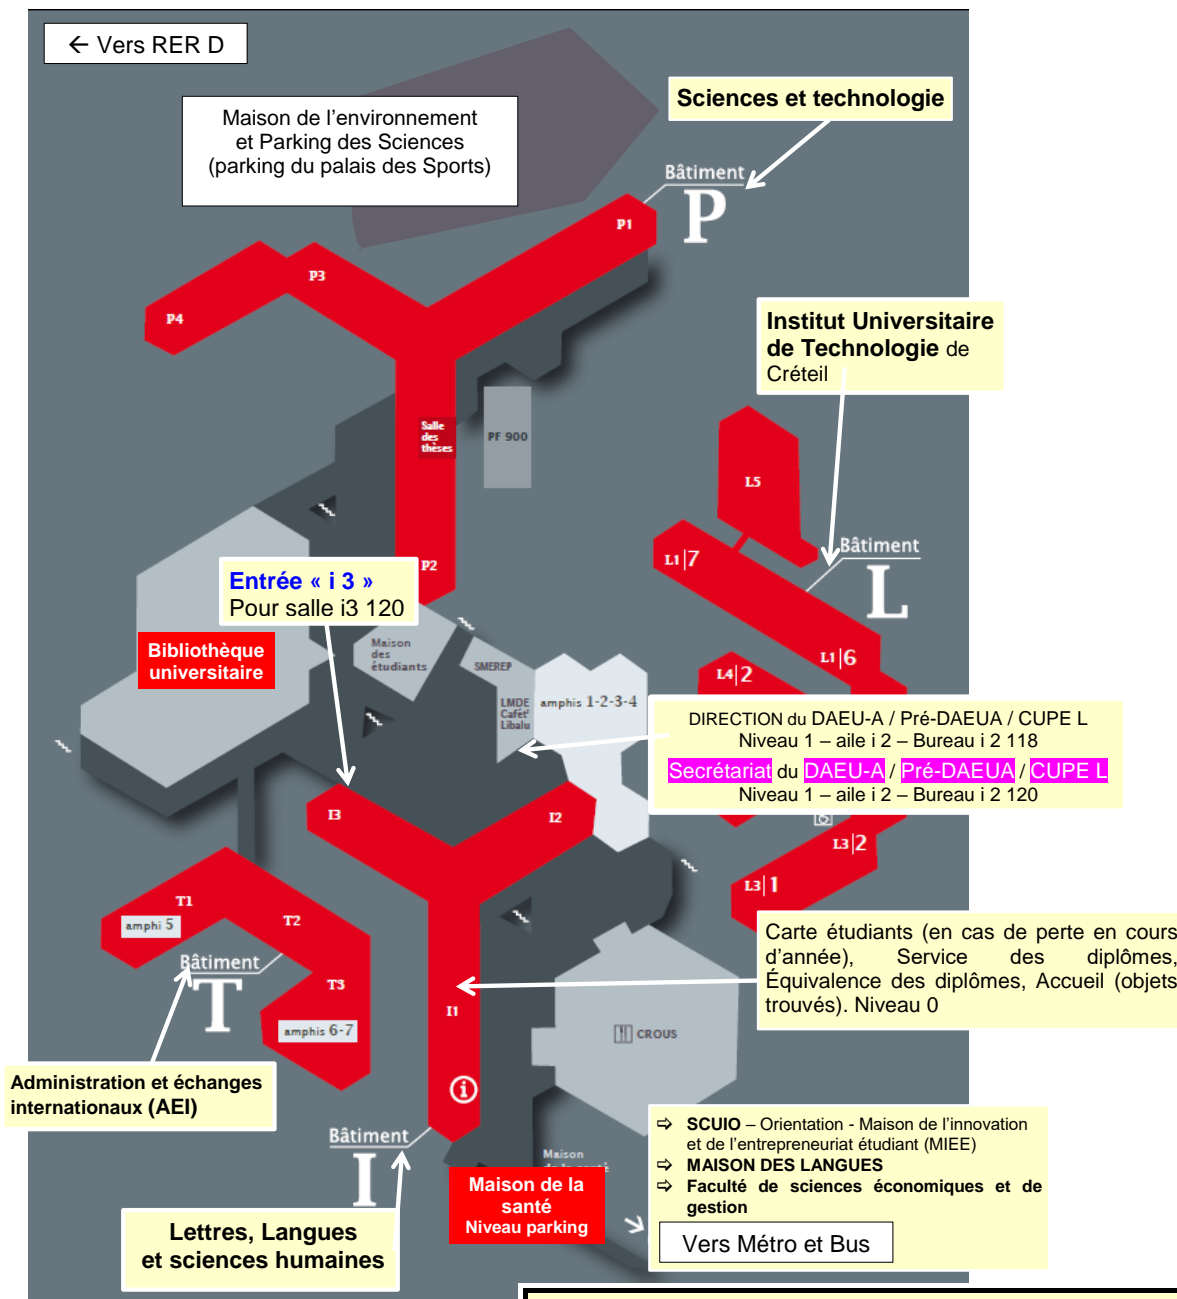 ← Vers RER D
Maison de l'environnement
et Parking des Sciences
(parking du palais des Sports)
Sciences et technologie
Bâtiment
P
P1
P3
P4
Institut Universitaire
de Technologie de
Créteil
Salle
des
thèses
PF 900
L5
Bâtiment
L
L1|7
P2
Entrée « i 3 »
Pour salle i3 120
Bibliothèque
universitaire
Maison
des
étudiants
SMEREP
L1|6
L4|2
LMDE
Cafét'
Libalu
amphis 1-2-3-4
DIRECTION du DAEU-A / Pré-DAEUA / CUPE L
Niveau 1 – aile i 2 – Bureau i 2 118
Secrétariat du DAEU-A / Pré-DAEUA / CUPE L
Niveau 1 – aile i 2 – Bureau i 2 120
I3
I2
L3|2
L3|1
T1
amphi 5
T2
Bâtiment
T
T3
amphis 6-7
I1
Carte étudiants (en cas de perte en cours
d'année), Service des diplômes,
Équivalence des diplômes, Accueil (objets
trouvés). Niveau 0
CROUS
i
Administration et échanges
internationaux (AEI)
Bâtiment
I
Lettres, Langues
et sciences humaines
Maison
Maison de la
santé
Niveau parking
⇨ SCUIO – Orientation - Maison de l'innovation
et de l'entrepreneuriat étudiant (MIEE)
⇨ MAISON DES LANGUES
⇨ Faculté de sciences économiques et de
gestion
Vers Métro et Bus